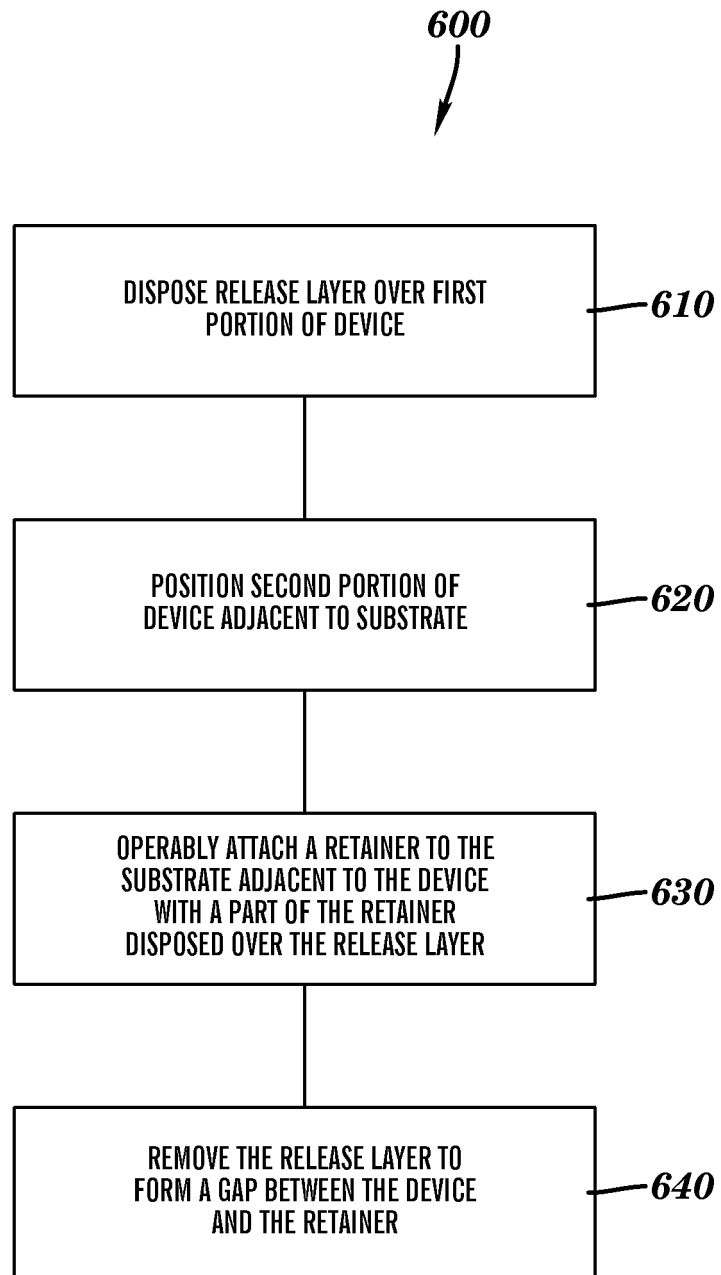 600
DISPOSE RELEASE LAYER OVER FIRST
PORTION OF DEVICE
610
POSITION SECOND PORTION OF
DEVICE ADJACENT TO SUBSTRATE
620
OPERABLY ATTACH A RETAINER TO THE
SUBSTRATE ADJACENT TO THE DEVICE
WITH A PART OF THE RETAINER
DISPOSED OVER THE RELEASE LAYER
630
REMOVE THE RELEASE LAYER TO
FORM A GAP BETWEEN THE DEVICE
AND THE RETAINER
640